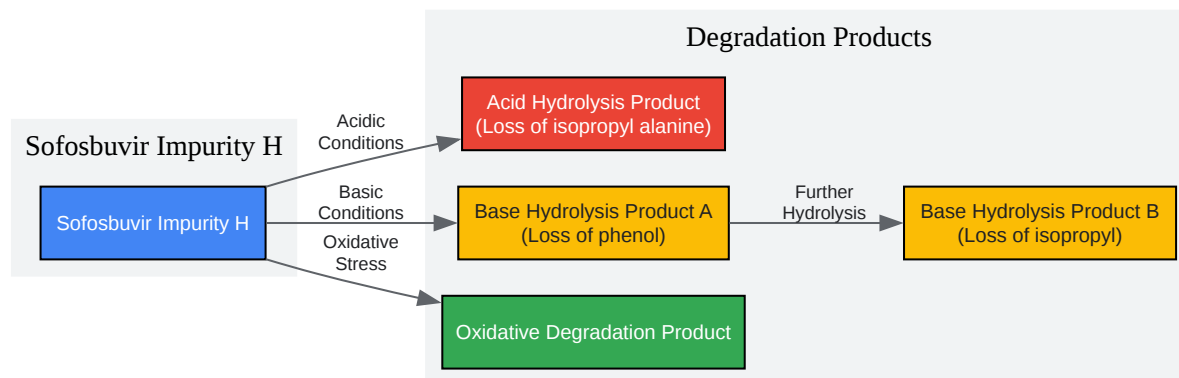 Degradation Products
Sofosbuvir Impurity H
Sofosbuvir Impurity H
Acidic
Conditions
Acid Hydrolysis Product
(Loss of isopropyl alanine)
Basic
Conditions
Base Hydrolysis Product A
(Loss of phenol)
Further
Hydrolysis
Base Hydrolysis Product B
(Loss of isopropyl)
Oxidative
Stress
Oxidative Degradation Product